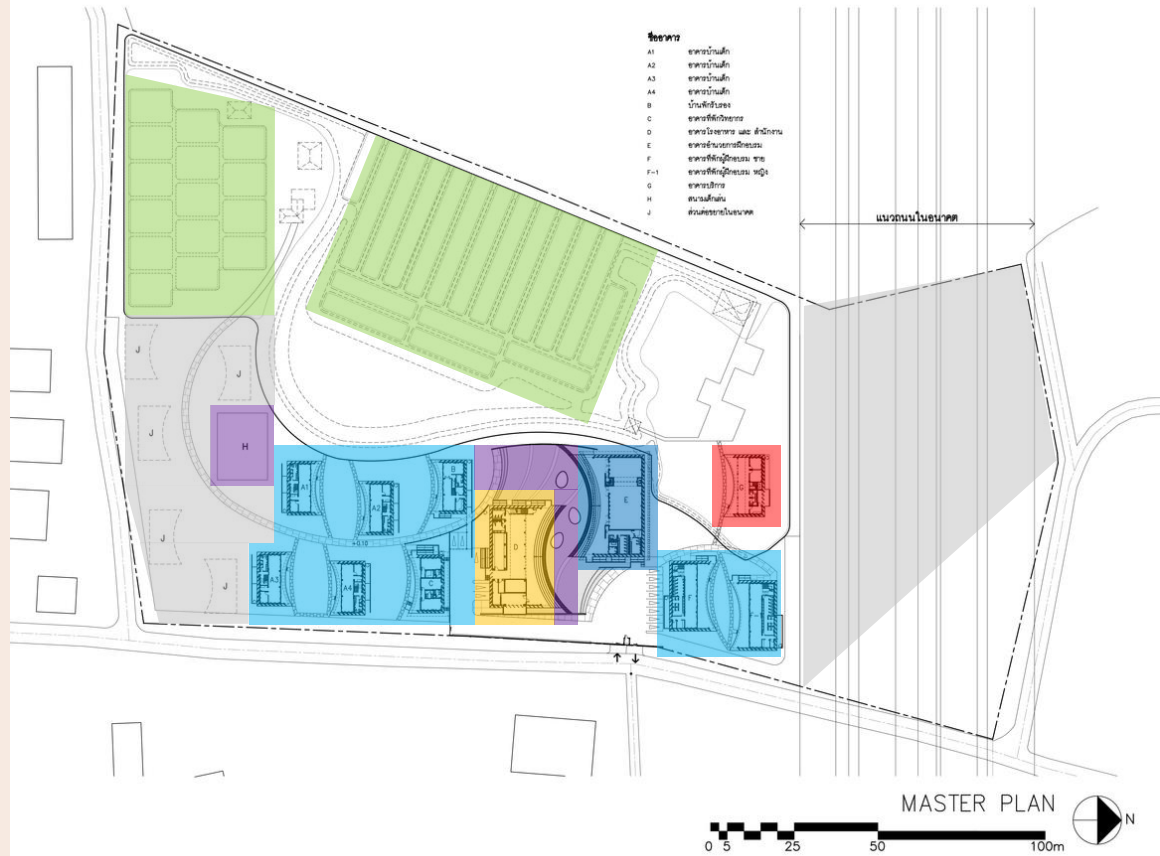 ชื่ออาคาร
A1 อาคารบ้านเด็ก
A2 อาคารบ้านเด็ก
A3 อาคารบ้านเด็ก
A4 อาคารบ้านเด็ก
B บ้านพักรับรอง
C อาคารที่พักวิทยากร
D อาคารโรงอาหาร และ สำนักงาน
E อาคารอำนวยการฝึกอบรม
F อาคารที่พักผู้ฝึกอบรม ชาย
F-1 อาคารที่พักผู้ฝึกอบรม หญิง
G อาคารบริการ
H สนามเด็กเล่น
J ส่วนต่อขยายในอนาคต
แนวถนนในอนาคต
J
J
J
H
A1
A2
B
E
G
J
+0.10
D
J
A3
A4
C
F
MASTER PLAN
N
0 5 25 50 100m